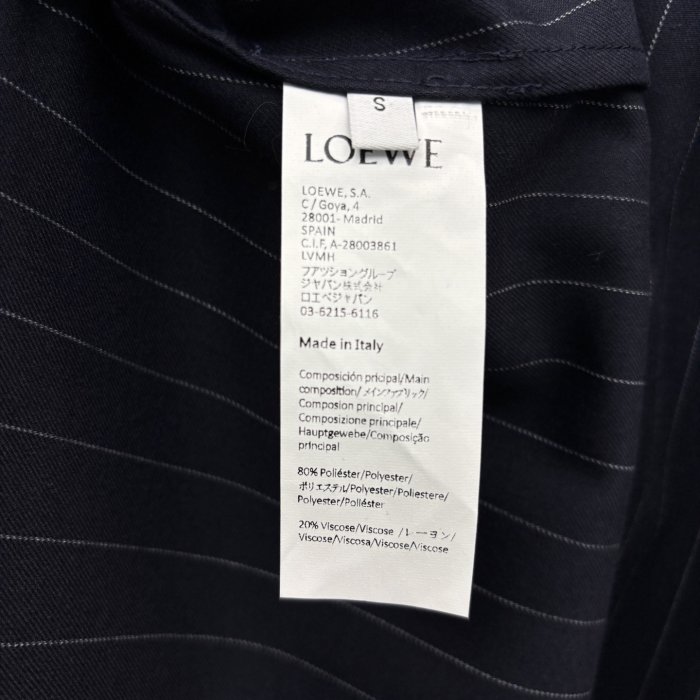 S
LOEWE
LOEWE, S.A.
C/ Goya, 4
28001- Madrid
SPAIN
C.I.F, A-28003861
LVMH
フアツショングループ
ジャパン株式会社
ロエベジャパン
03-6215-6116
Made in Italy
Composición pricipal/Main
composition/メインファブリック/
Composion principal/
Composizione principale/
Hauptgewebe/Composição
principal
80% Poliéster/Polyester/
ポリエステル/Polyester/Poliestere/
Polyester/Poliéster
20% Viscose/Viscose /レーヨン/
Viscose/Viscosa/Viscose/Viscose